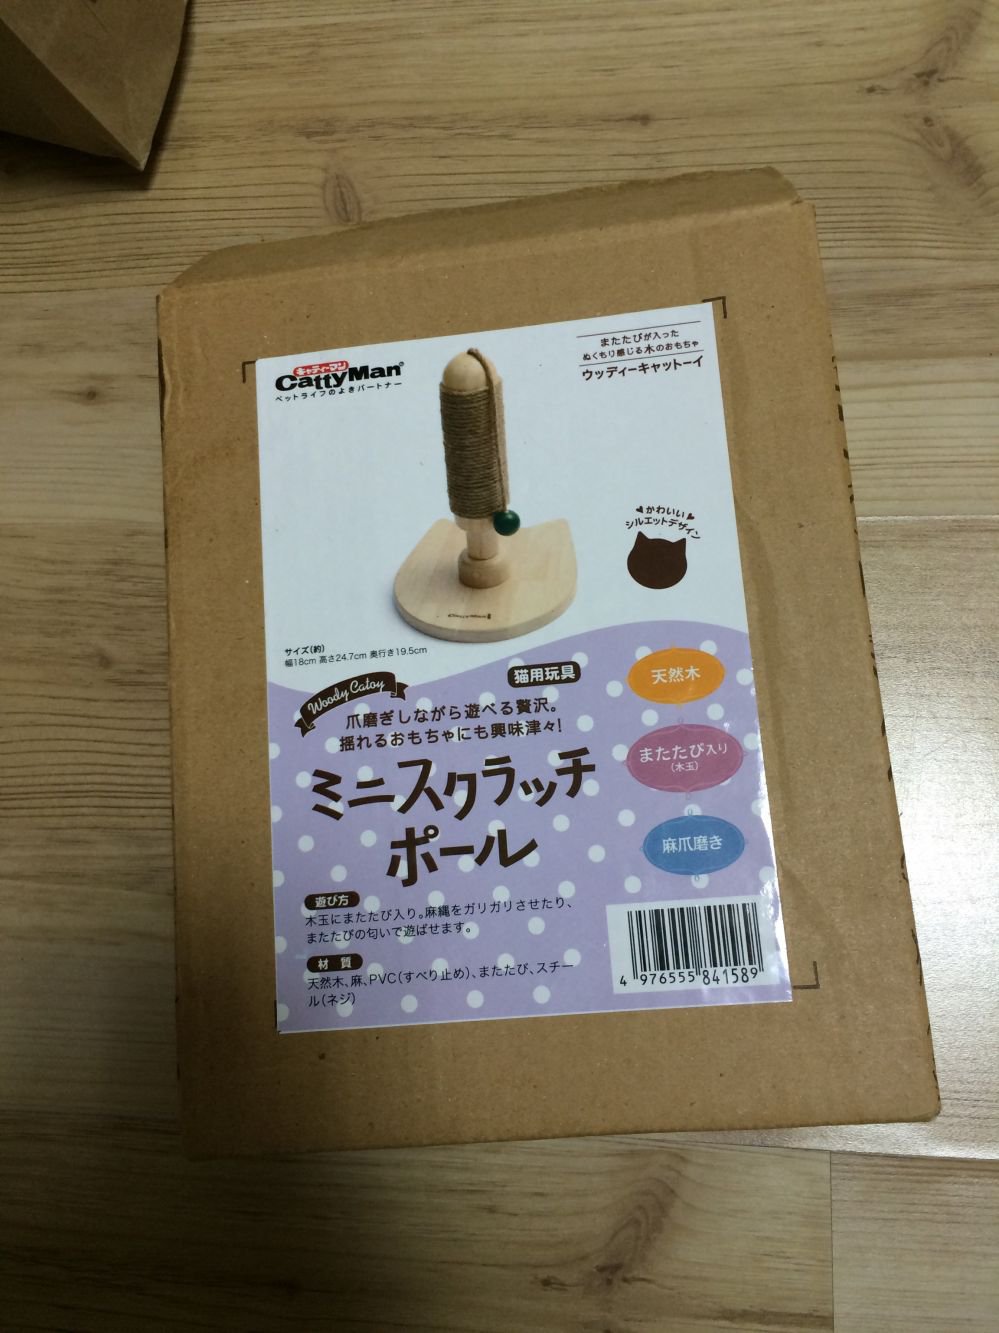 キャティーマン
CattyMan®
ペットライフのよきパートナー
またたびが入った
ぬくもり感じる木のおもちゃ
ウッディーキャットーイ
かわいい
シルエットデザイン
CattyMan
サイズ(約)
幅18cm 高さ24.7cm 奥行き19.5cm
猫用玩具
Woody Catoy
爪磨ぎしながら遊べる贅沢。
揺れるおもちゃにも興味津々!
ミニスクラッチ
ポール
天然木
またたび入り
(木玉)
麻爪磨き
遊び方
木玉にまたたび入り。麻縄をガリガリさせたり、
またたびの匂いで遊ばせます。
材 質
天然木、麻、PVC(すべり止め)、またたび、スチー
ル(ネジ)
4 976555 841589